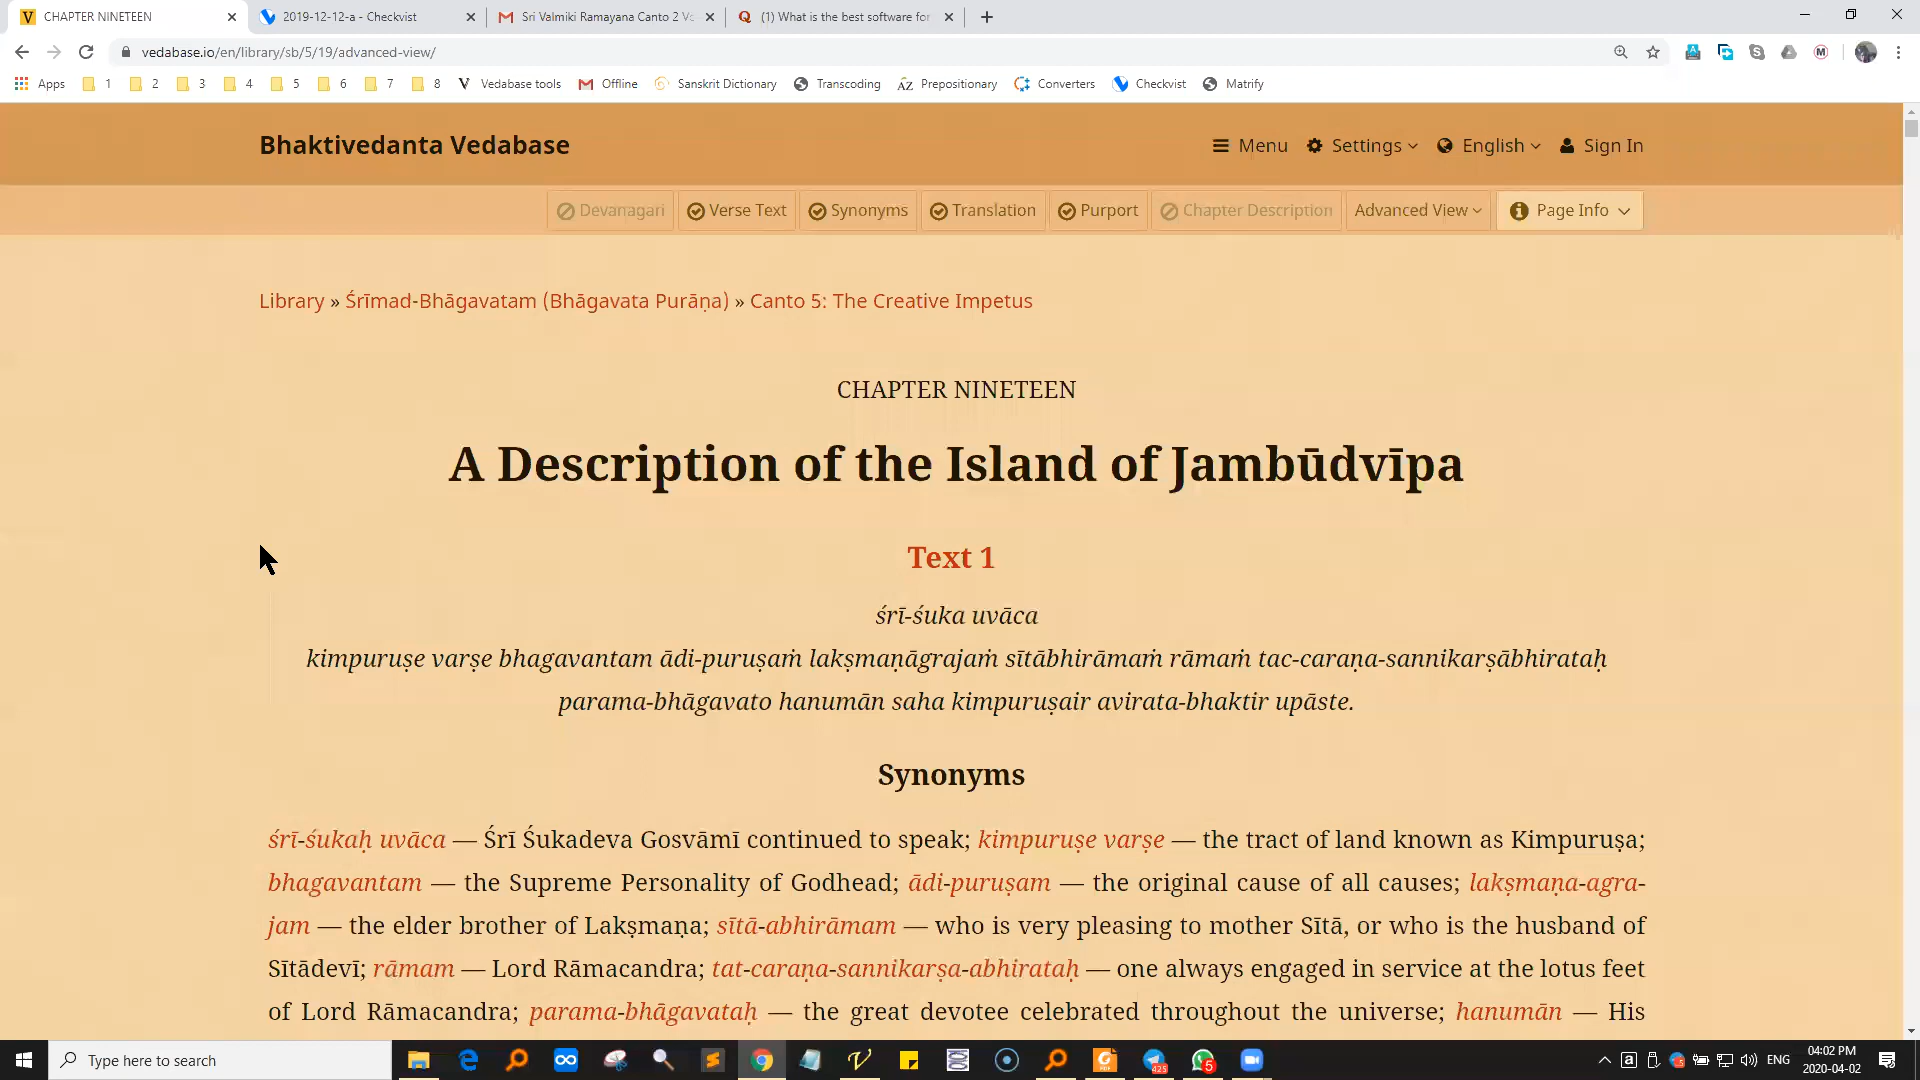 CHAPTER NINETEEN
2019-12-12-a - Checkvist
Sri Valmiki Ramayana Canto 2 Vo
(1) What is the best software for
vedabase.io/en/library/sb/5/19/advanced-view/
Apps 1 2 3 4 5 6 7 8 Vedabase tools Offline Sanskrit Dictionary Transcoding Prepositionary Converters Checkvist Matrify
Bhaktivedanta Vedabase
Menu Settings English Sign In
Devanagari Verse Text Synonyms Translation Purport Chapter Description Advanced View Page Info
Library » Śrīmad-Bhāgavatam (Bhāgavata Purāṇa) » Canto 5: The Creative Impetus
CHAPTER NINETEEN
A Description of the Island of Jambūdvīpa
Text 1
śrī-śuka uvāca
kimpuruṣe varṣe bhagavantam ādi-puruṣaṁ lakṣmaṇāgrajaṁ sītābhirāmaṁ rāmaṁ tac-caraṇa-sannikarṣābhirataḥ
parama-bhāgavato hanumān saha kimpuruṣair avirata-bhaktir upāste.
Synonyms
śrī-śukaḥ uvāca — Śrī Śukadeva Gosvāmī continued to speak; kimpuruṣe varṣe — the tract of land known as Kimpuruṣa;
bhagavantam — the Supreme Personality of Godhead; ādi-puruṣam — the original cause of all causes; lakṣmaṇa-agra-
jam — the elder brother of Lakṣmaṇa; sītā-abhirāmam — who is very pleasing to mother Sītā, or who is the husband of
Sītādevī; rāmam — Lord Rāmacandra; tat-caraṇa-sannikarṣa-abhirataḥ — one always engaged in service at the lotus feet
of Lord Rāmacandra; parama-bhāgavataḥ — the great devotee celebrated throughout the universe; hanumān — His
Type here to search
425
5
ENG
04:02 PM
2020-04-02